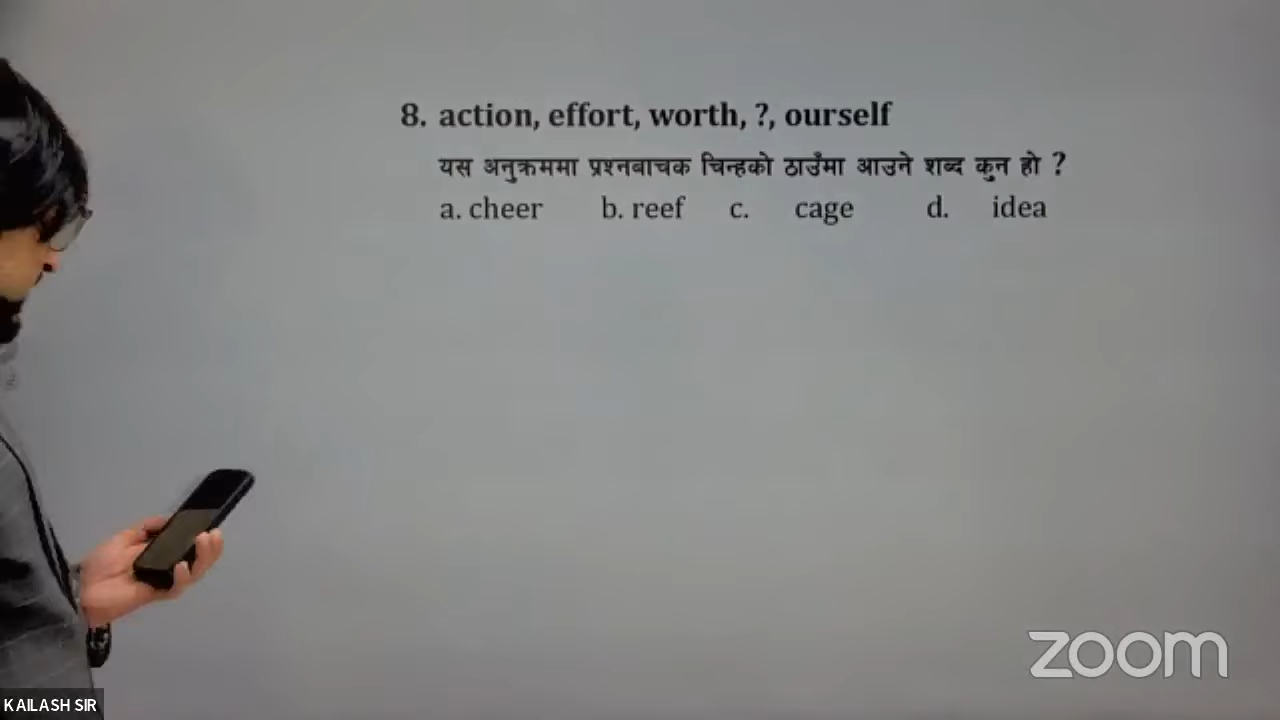 8. action, effort, worth, ?, ourself
यस अनुक्रममा प्रश्नबाचक चिन्हको ठाउँमा आउने शब्द कुन हो ?
a. cheer b. reef c. cage d. idea
zoom
KAILASH SIR